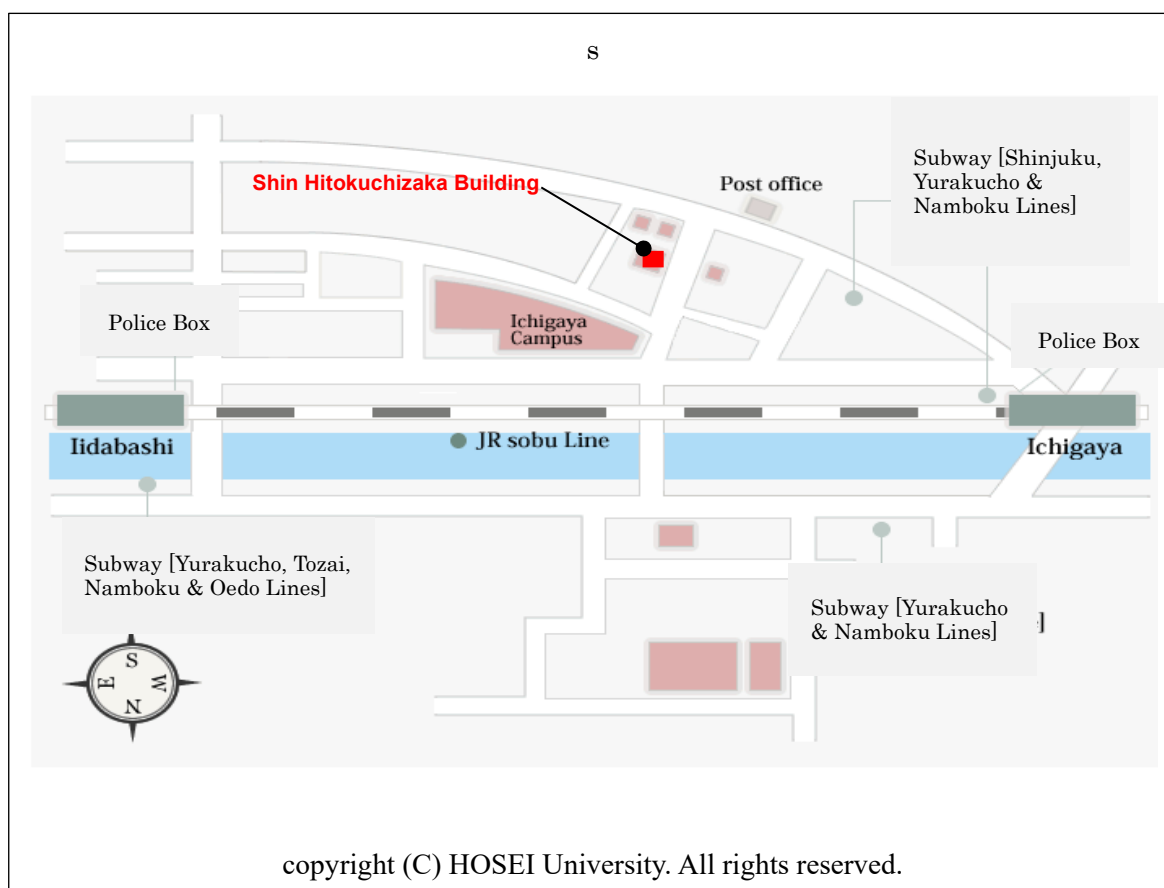 s
Subway [Shinjuku,
Yurakucho &
Namboku Lines]
Post office
Shin Hitokuchizaka Building
Police Box
Ichigaya
Campus
Police Box
Iidabashi
JR sobu Line
Ichigaya
Subway [Yurakucho, Tozai,
Namboku & Oedo Lines]
Subway [Yurakucho
& Namboku Lines]
]
S
E
W
N
copyright (C) HOSEI University. All rights reserved.